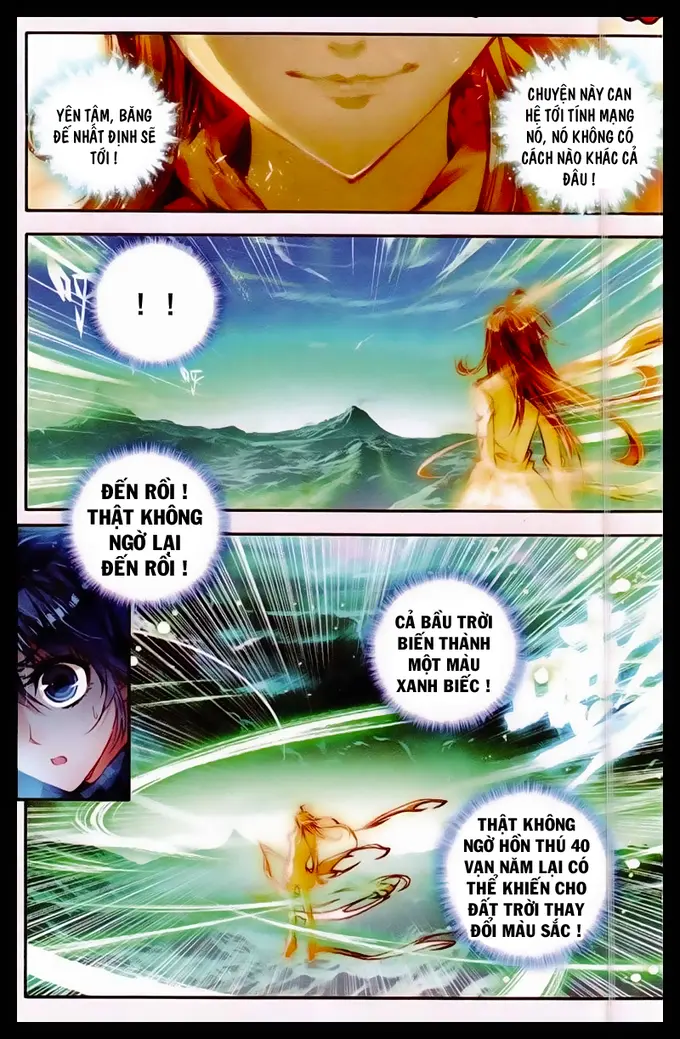 YÊN TÂM, BĂNG
ĐẾ NHẤT ĐỊNH SẼ
TỚI !
CHUYỆN NÀY CAN
HỆ TỚI TÍNH MẠNG
NÓ, NÓ KHÔNG CÓ
CÁCH NÀO KHÁC CẢ
ĐÂU !
! !
ĐẾN RỒI !
THẬT KHÔNG
NGỜ LẠI
ĐẾN RỒI !
CẢ BẦU TRỜI
BIẾN THÀNH
MỘT MÀU
XANH BIẾC !
THẬT KHÔNG
NGỜ HỒN THÚ 40
VẠN NĂM LẠI CÓ
THỂ KHIẾN CHO
ĐẤT TRỜI THAY
ĐỔI MÀU SẮC !